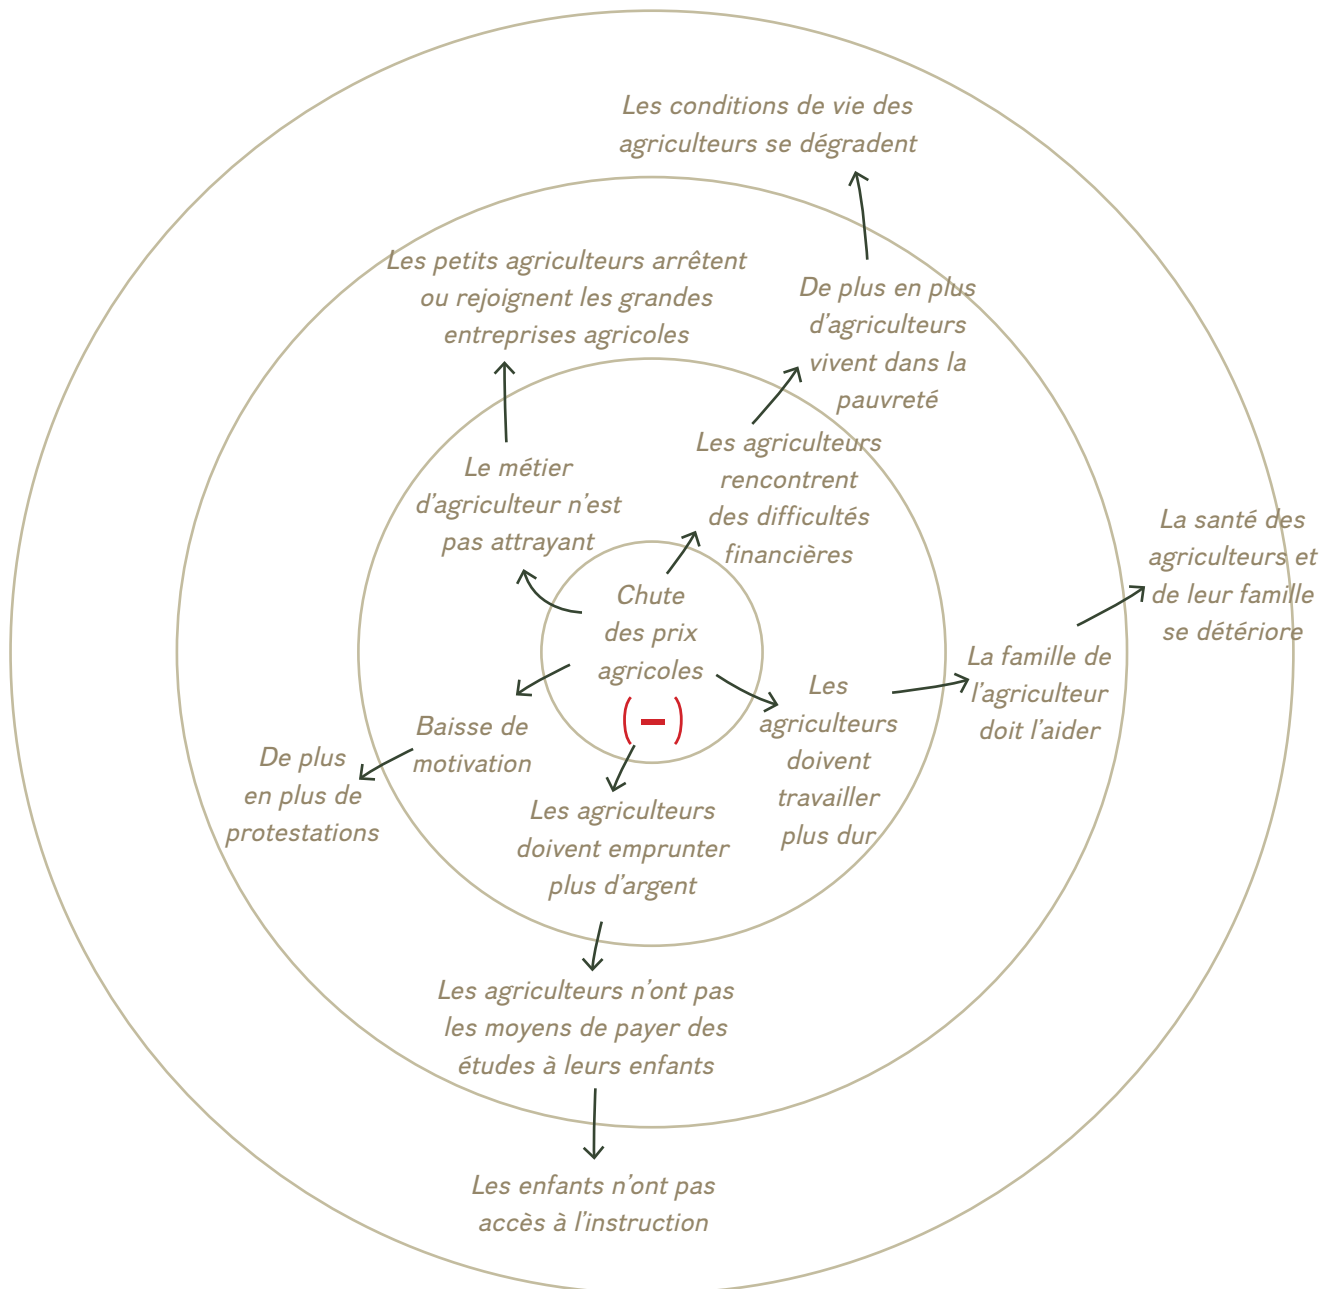 Les conditions de vie des
agriculteurs se dégradent
Les petits agriculteurs arrêtent
ou rejoignent les grandes
entreprises agricoles
De plus en plus
d'agriculteurs
vivent dans la
pauvreté
Le métier
d'agriculteur n'est
pas attrayant
Les agriculteurs
rencontrent
des difficultés
financières
La santé des
agriculteurs et
de leur famille
se détériore
Chute
des prix
agricoles
(–)
La famille de
l'agriculteur
doit l'aider
Les
agriculteurs
doivent
travailler
plus dur
Baisse de
motivation
De plus
en plus de
protestations
Les agriculteurs
doivent emprunter
plus d'argent
Les agriculteurs n'ont pas
les moyens de payer des
études à leurs enfants
Les enfants n'ont pas
accès à l'instruction